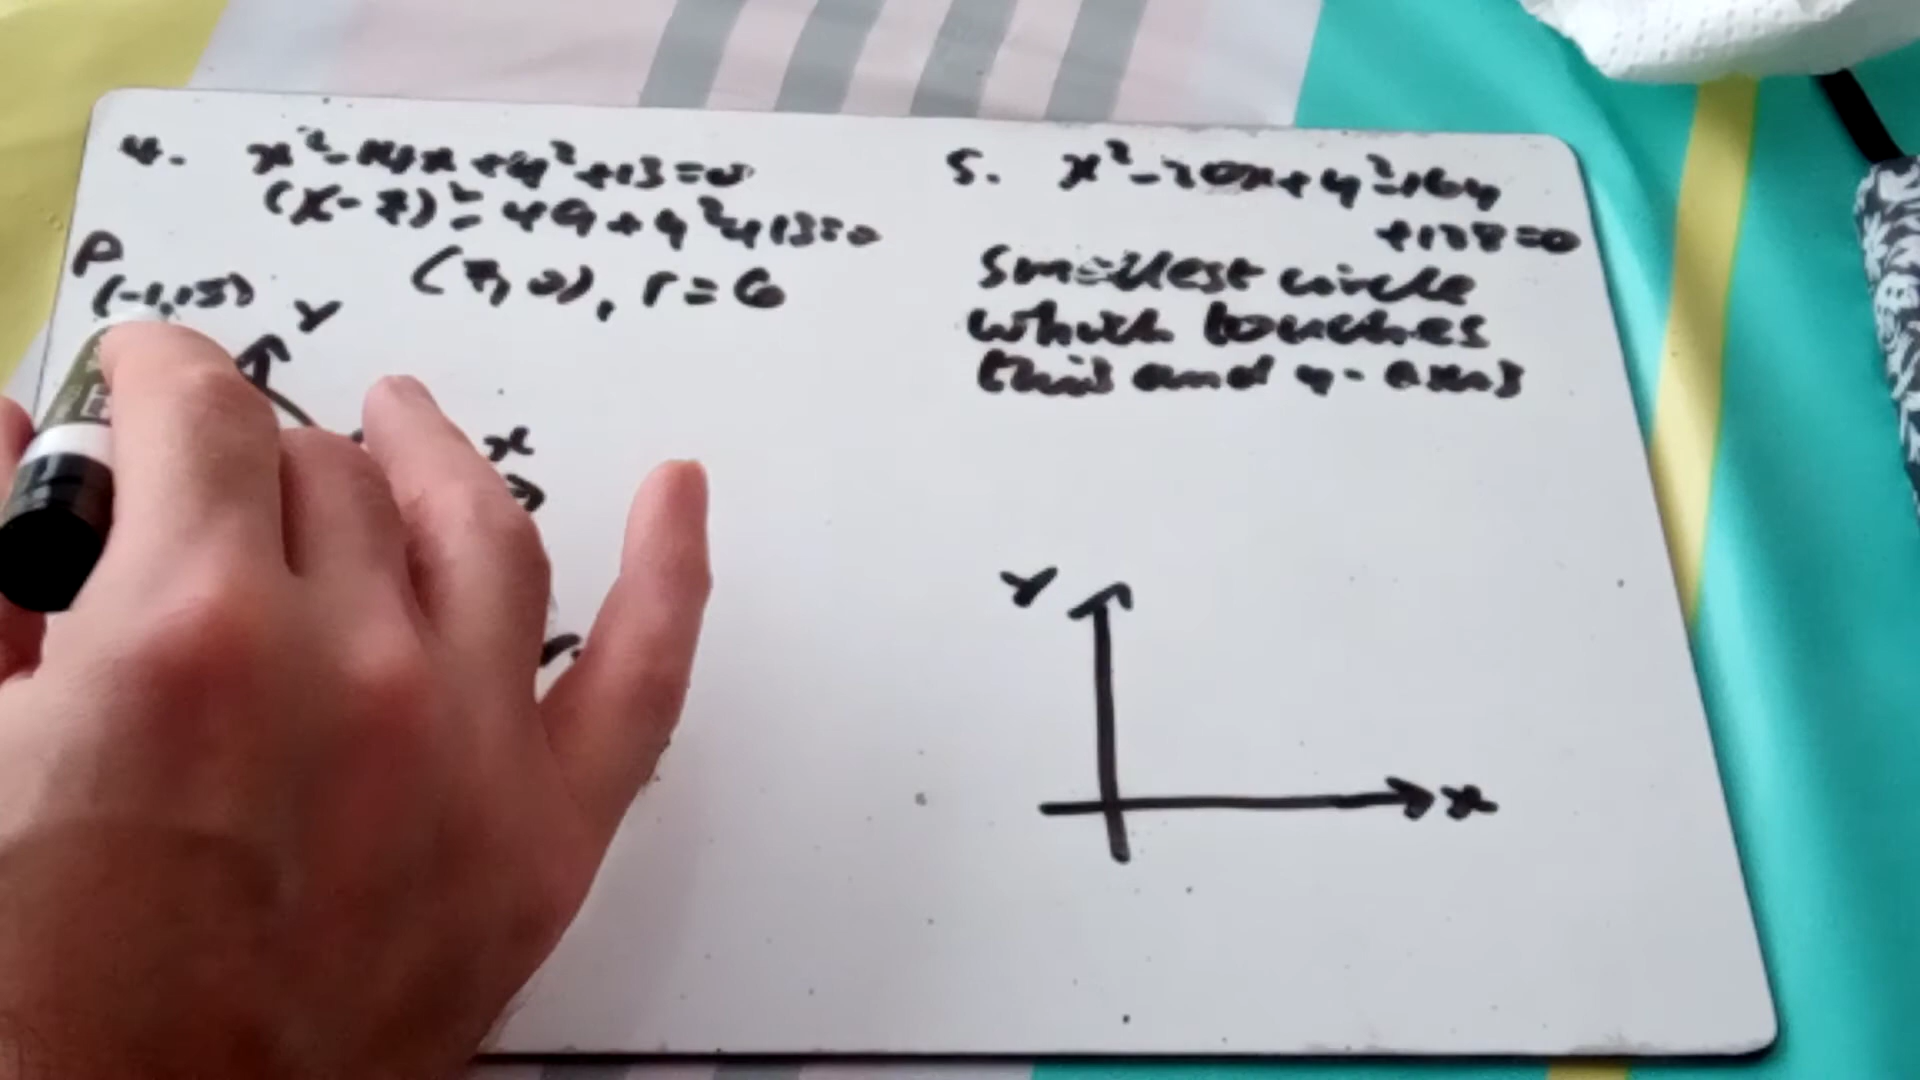 4. x²-14x+y²+13=0
(x-7)²-49+y²+13=0
(7,0), r=6
P
(-1,15)
Y
x
5. x²-20x+y²-16y
+128=0
Smallest circle
which touches
this and y-axis
Y
x